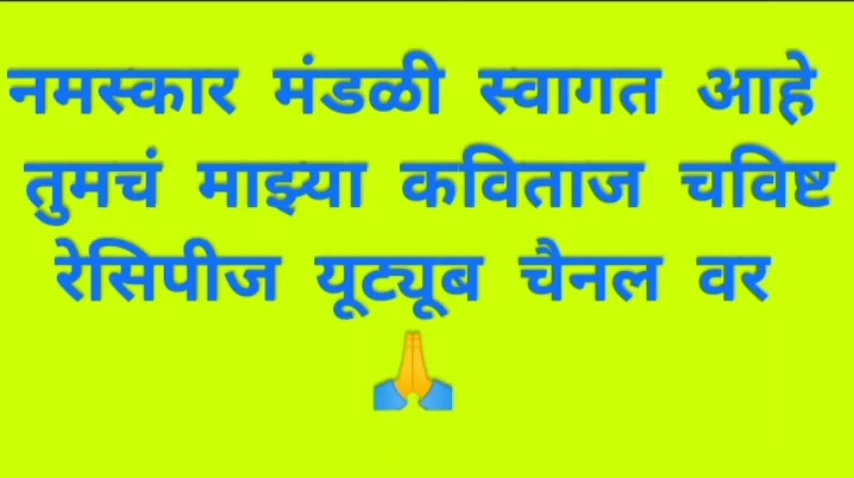 नमस्कार मंडळी स्वागत आहे
तुमचं माझ्या कविताज चविष्ट
रेसिपीज यूट्यूब चैनल वर
🙏